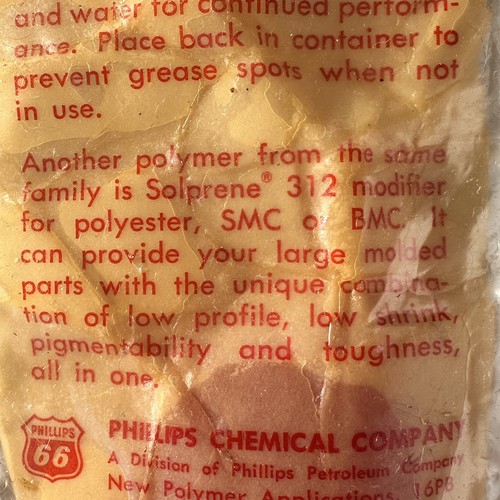 and water for continued perform-
ance. Place back in container to
prevent grease spots when not
in use.
Another polymer from the same
family is Solprene® 312 modifier
for polyester, SMC or BMC. It
can provide your large molded
parts with the unique combina-
tion of low profile, low shrink,
pigmentability and toughness,
all in one.
PHILLIPS
66
PHILLIPS CHEMICAL COMPANY
A Division of Phillips Petroleum Company
New Polymer Applications